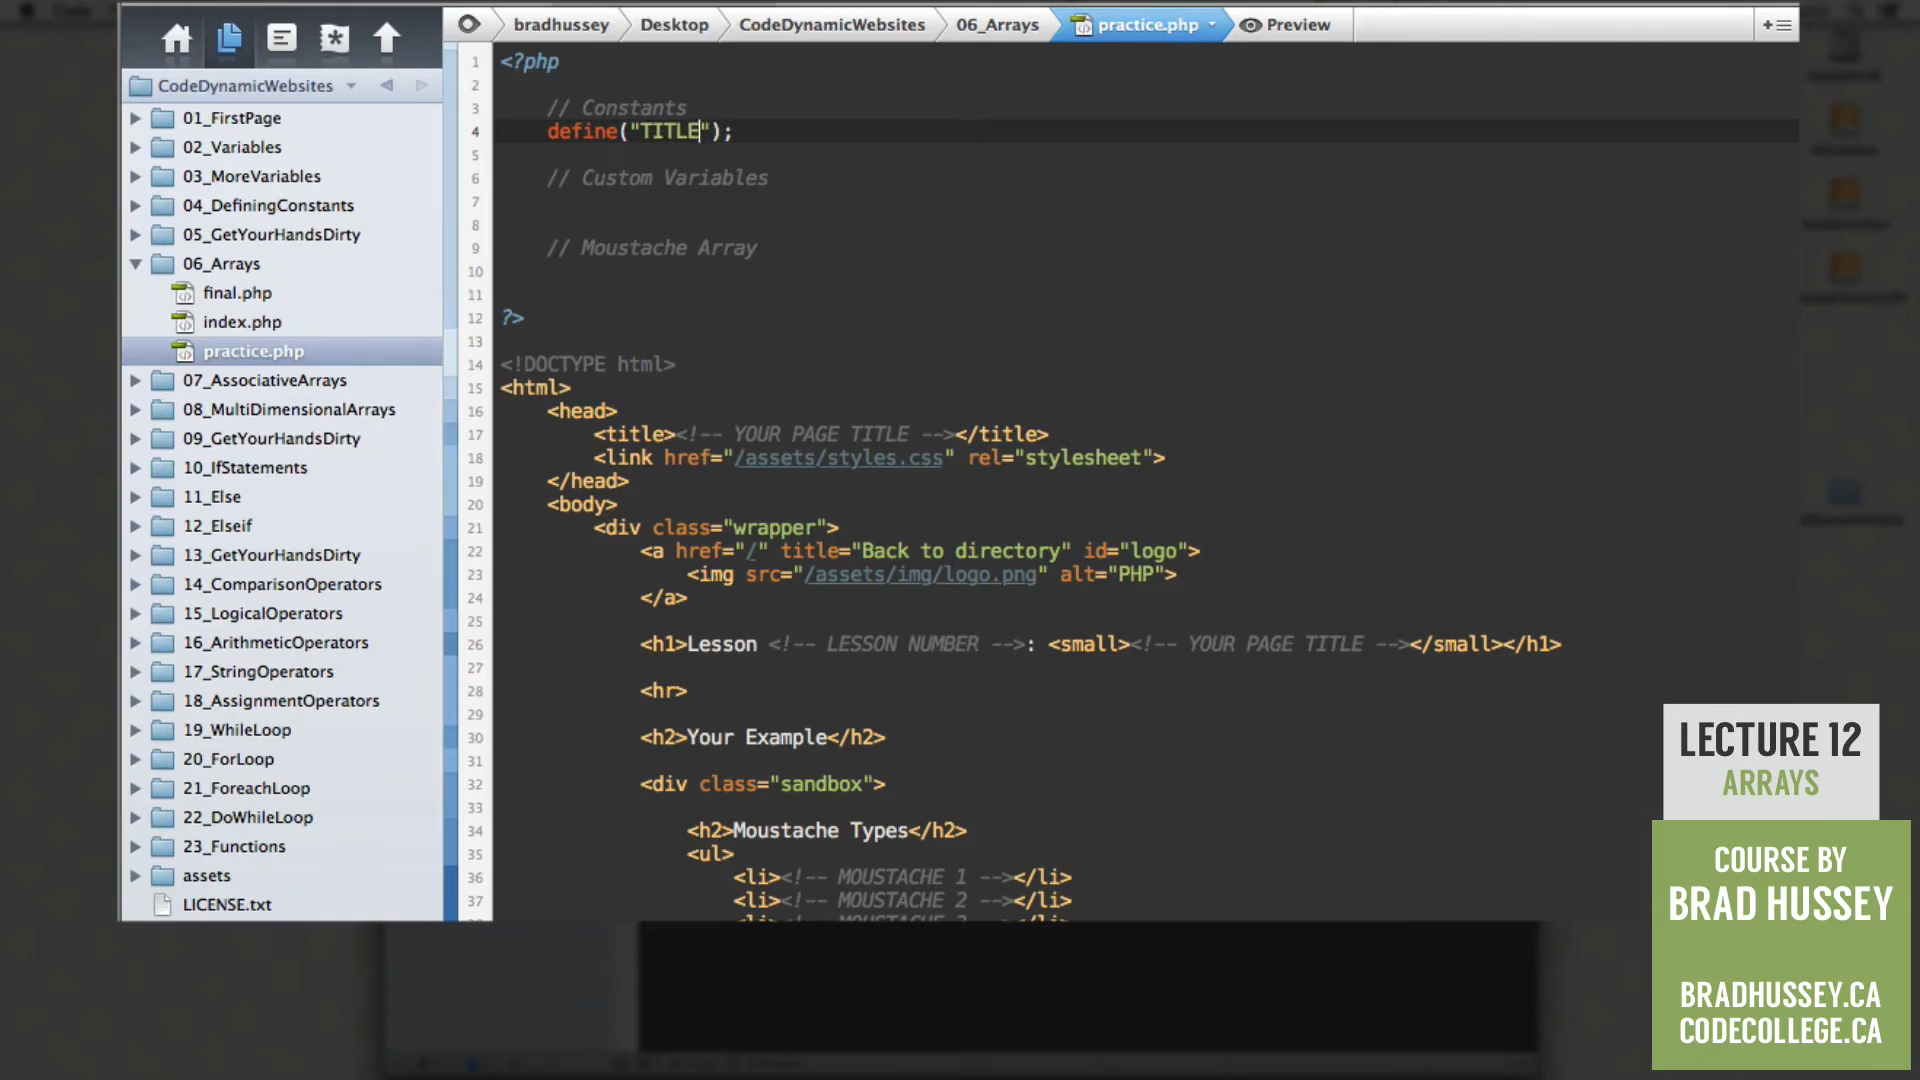 bradhussey
Desktop
CodeDynamicWebsites
06_Arrays
practice.php
Preview
CodeDynamicWebsites
01_FirstPage
02_Variables
03_MoreVariables
04_DefiningConstants
05_GetYourHandsDirty
06_Arrays
final.php
index.php
practice.php
07_AssociativeArrays
08_MultiDimensionalArrays
09_GetYourHandsDirty
10_IfStatements
11_Else
12_Elseif
13_GetYourHandsDirty
14_ComparisonOperators
15_LogicalOperators
16_ArithmeticOperators
17_StringOperators
18_AssignmentOperators
19_WhileLoop
20_ForLoop
21_ForeachLoop
22_DoWhileLoop
23_Functions
assets
LICENSE.txt
1 <?php
2
3 // Constants
4 define("TITLE");
5
6 // Custom Variables
7
8
9 // Moustache Array
10
11
12 ?>
13
14 <!DOCTYPE html>
15 <html>
16 <head>
17 <title><!-- YOUR PAGE TITLE --></title>
18 <link href="/assets/styles.css" rel="stylesheet">
19 </head>
20 <body>
21 <div class="wrapper">
22 <a href="/" title="Back to directory" id="logo">
23 <img src="/assets/img/logo.png" alt="PHP">
24 </a>
25
26 <h1>Lesson <!-- LESSON NUMBER -->: <small><!-- YOUR PAGE TITLE --></small></h1>
27
28 <hr>
29
30 <h2>Your Example</h2>
31
32 <div class="sandbox">
33
34 <h2>Moustache Types</h2>
35 <ul>
36 <li><!-- MOUSTACHE 1 --></li>
37 <li><!-- MOUSTACHE 2 --></li>
LECTURE 12
ARRAYS
COURSE BY
BRAD HUSSEY
BRADHUSSEY.CA
CODECOLLEGE.CA